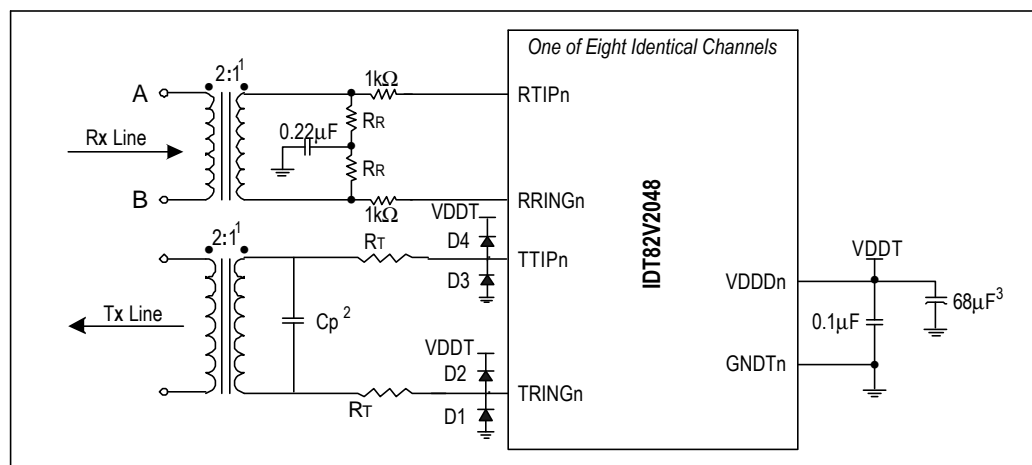 One of Eight Identical Channels
2:1¹
1kΩ
A
RTIPn
RR
0.22μF
Rx Line
RR
B
RRINGn
1kΩ
VDDT
2:1¹
D4
RT
TTIPn
D3
VDDT
VDDDn
68μF³
Tx Line
Cp²
0.1μF
VDDT
D2
GNDTn
TRINGn
RT
D1
IDT82V2048